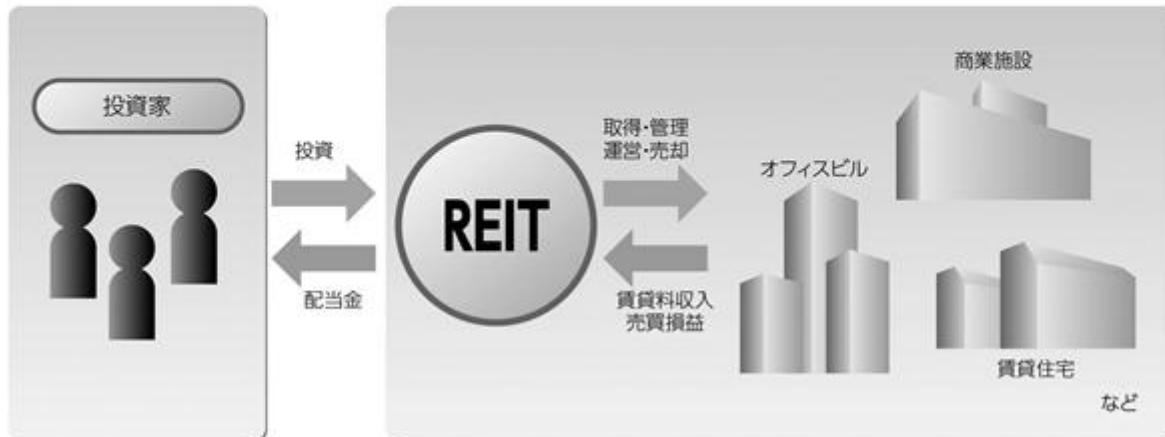 投資家
投資
配当金
REIT
取得・管理
運営・売却
賃貸料収入
売買損益
オフィスビル
商業施設
賃貸住宅
など